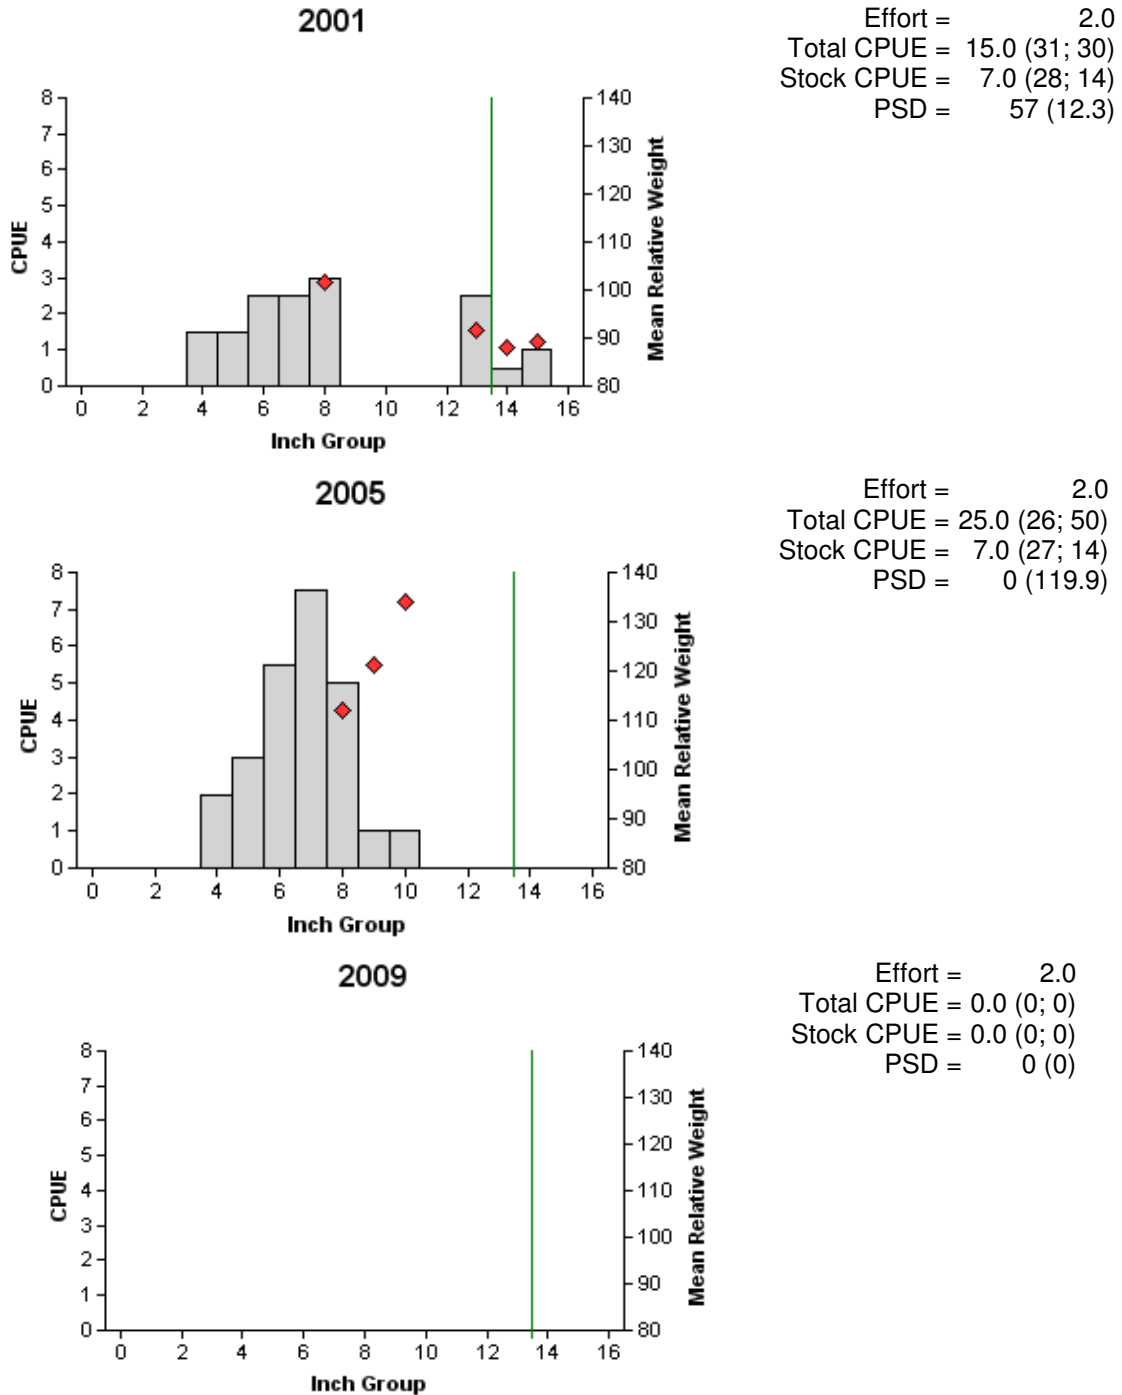 2001
Effort = 2.0
Total CPUE = 15.0 (31; 30)
Stock CPUE = 7.0 (28; 14)
PSD = 57 (12.3)
CPUE
8
7
6
5
4
3
2
1
0
140
130
120
110
100
90
80
Mean Relative Weight
0 2 4 6 8 10 12 14 16
Inch Group
2005
Effort = 2.0
Total CPUE = 25.0 (26; 50)
Stock CPUE = 7.0 (27; 14)
PSD = 0 (119.9)
CPUE
8
7
6
5
4
3
2
1
0
140
130
120
110
100
90
80
Mean Relative Weight
0 2 4 6 8 10 12 14 16
Inch Group
2009
Effort = 2.0
Total CPUE = 0.0 (0; 0)
Stock CPUE = 0.0 (0; 0)
PSD = 0 (0)
CPUE
8
7
6
5
4
3
2
1
0
140
130
120
110
100
90
80
Mean Relative Weight
0 2 4 6 8 10 12 14 16
Inch Group